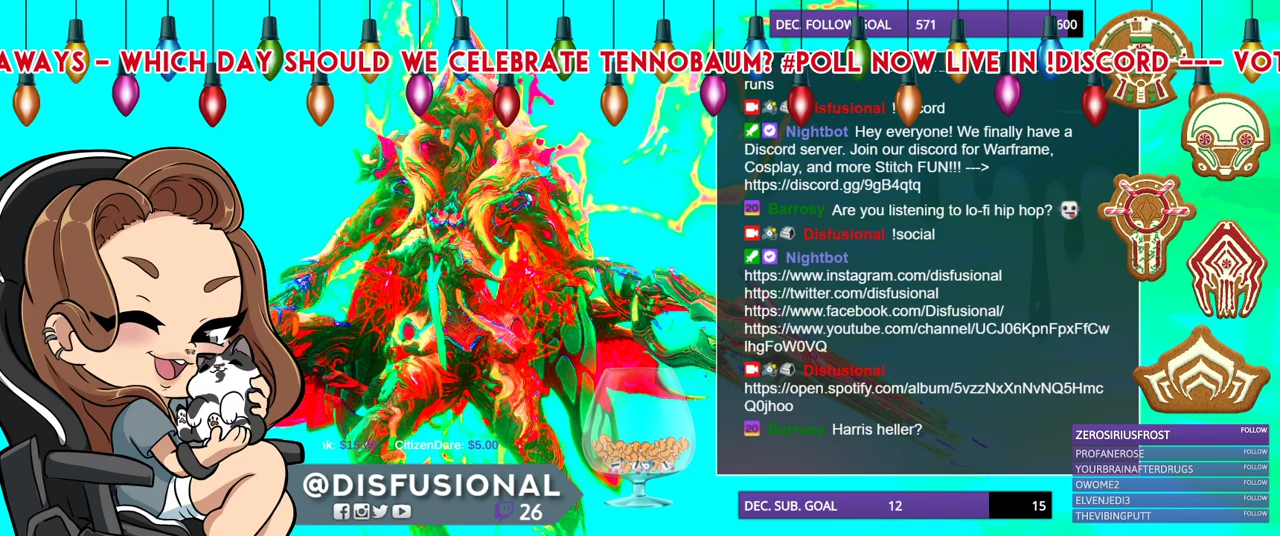 DEC. FOLLOW GOAL 571 600
AWAYS - WHICH DAY SHOULD WE CELEBRATE TENNOBAUM? #POLL NOW LIVE IN !DISCORD --- VOT
runs
Disfusional
Nightbot Hey everyone! We finally have a
Discord server. Join our discord for Warframe,
Cosplay, and more Stitch FUN!!! --->
https://discord.gg/9gB4qtq
20 Barrosy Are you listening to lo-fi hip hop?
Disfusional !social
Nightbot
https://www.instagram.com/disfusional
https://twitter.com/disfusional
https://www.facebook.com/Disfusional/
https://www.youtube.com/channel/UCJ06KpnFpxFfCw
lhgFoW0VQ
Disfusional
https://open.spotify.com/album/5vzzNxXnNvNQ5Hmc
Q0jhoo
20 Barrosy Harris heller?
CitizenDare: $5.00
@DISFUSIONAL
26
DEC. SUB. GOAL 12 15
ZEROSIRIUSFROST FOLLOW
PROFANEROSE FOLLOW
YOURBRAINAFTERDRUGS FOLLOW
OWOME2 FOLLOW
ELVENJEDI3 FOLLOW
THEVIBINGPUTT FOLLOW